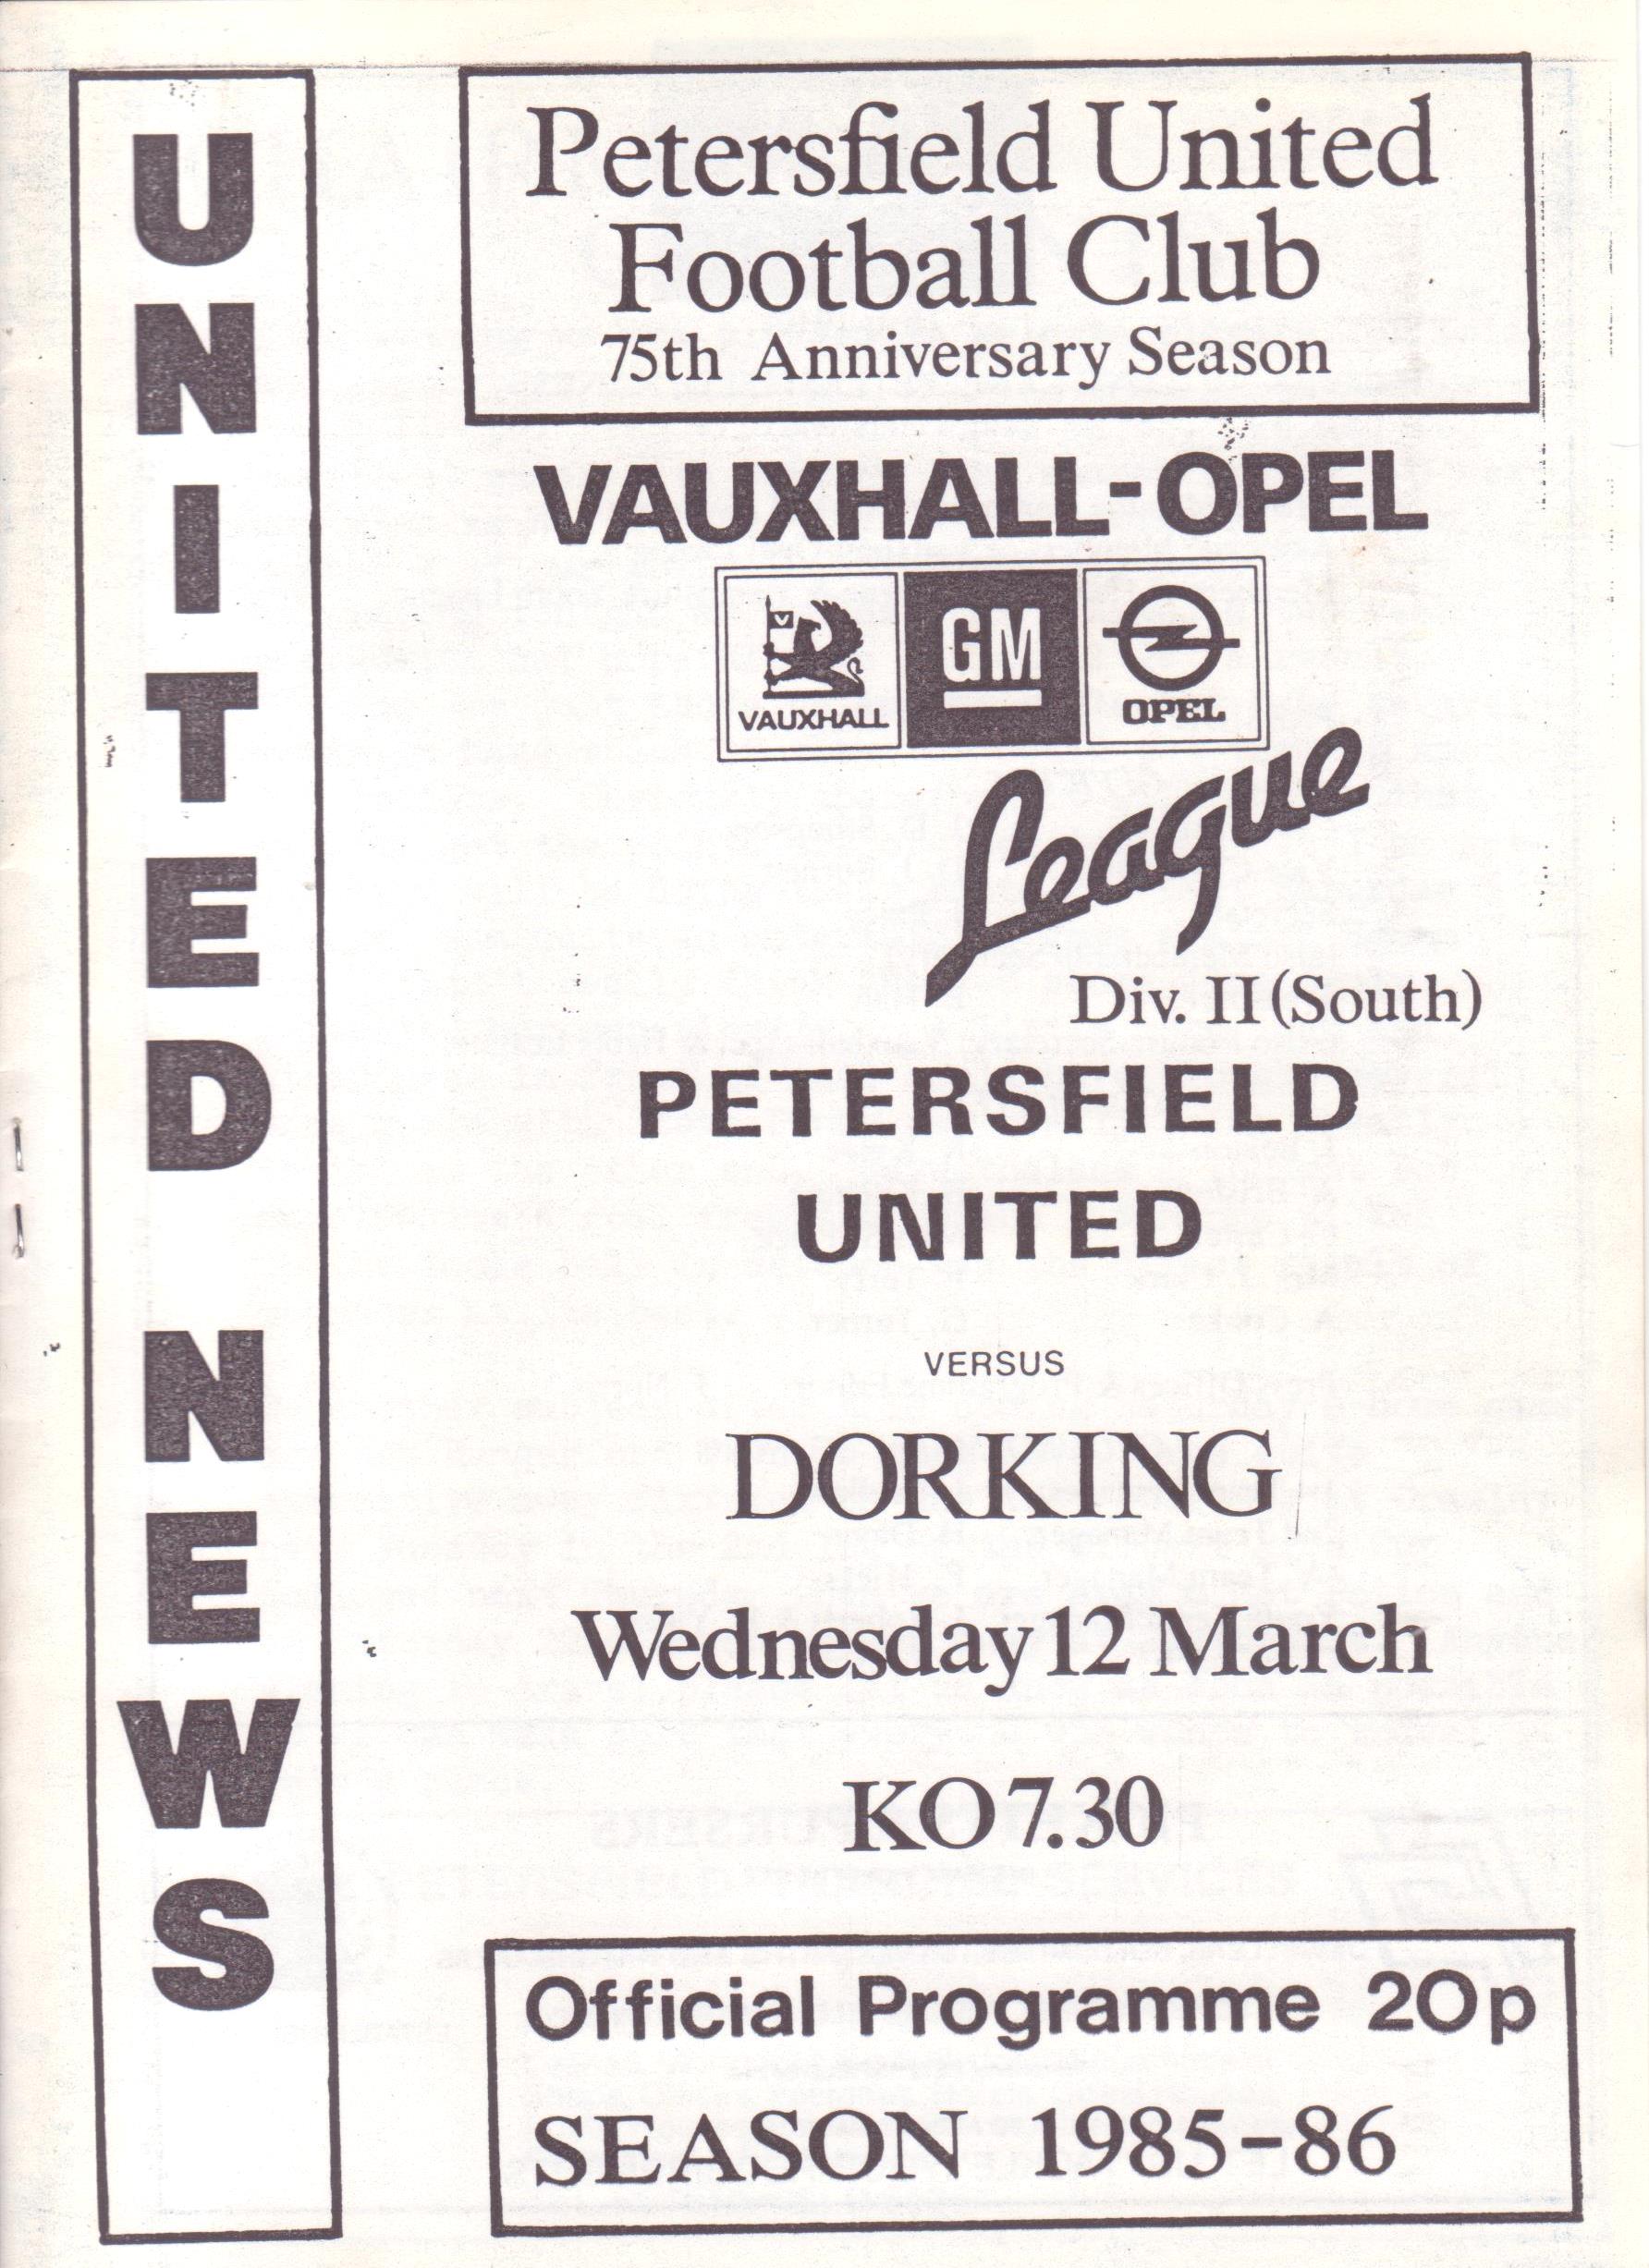 UNITED NEWS
Petersfield United
Football Club
75th Anniversary Season
VAUXHALL-OPEL
V
VAUXHALL
GM
OPEL
League
Div. II (South)
PETERSFIELD
UNITED
VERSUS
DORKING
Wednesday 12 March
KO 7.30
Official Programme 20p
SEASON 1985-86